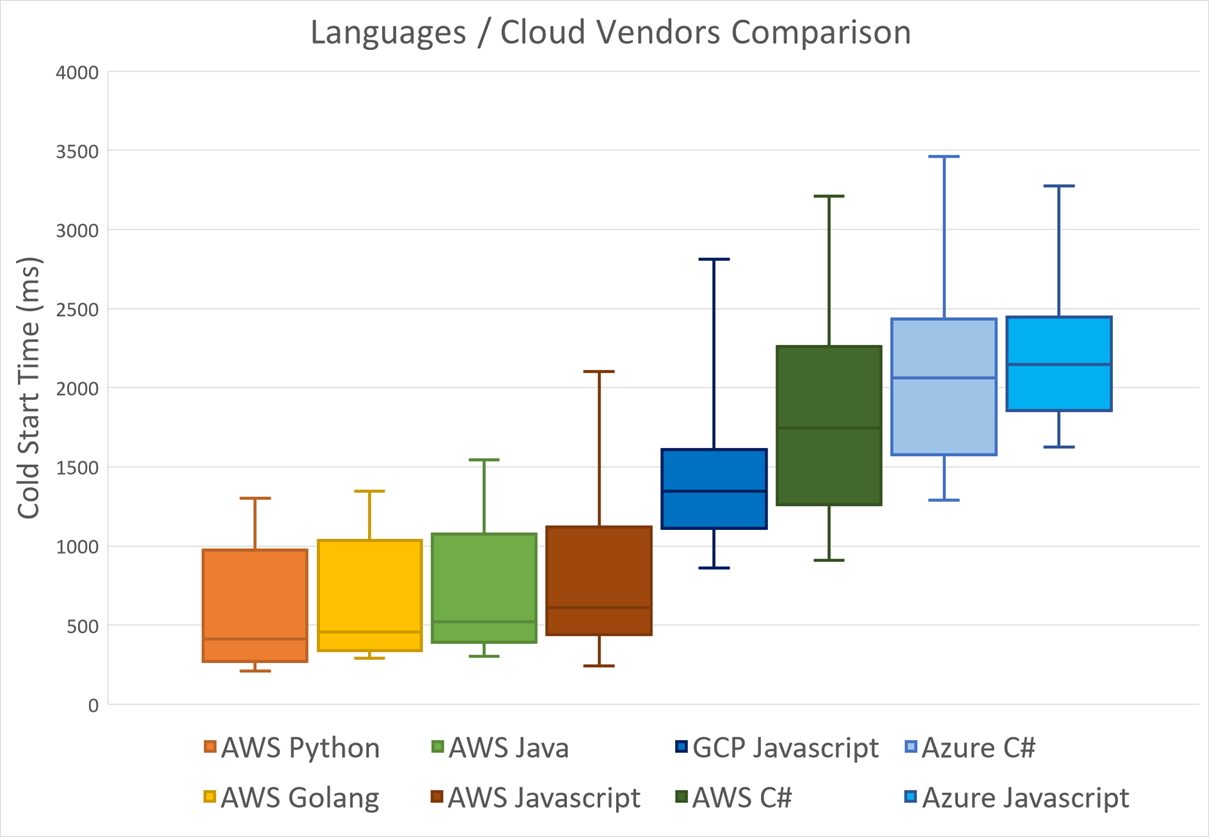 Languages / Cloud Vendors Comparison
4000
3500
3000
2500
2000
1500
1000
500
0
Cold Start Time (ms)
AWS Python AWS Java GCP Javascript Azure C#
AWS Golang AWS Javascript AWS C# Azure Javascript